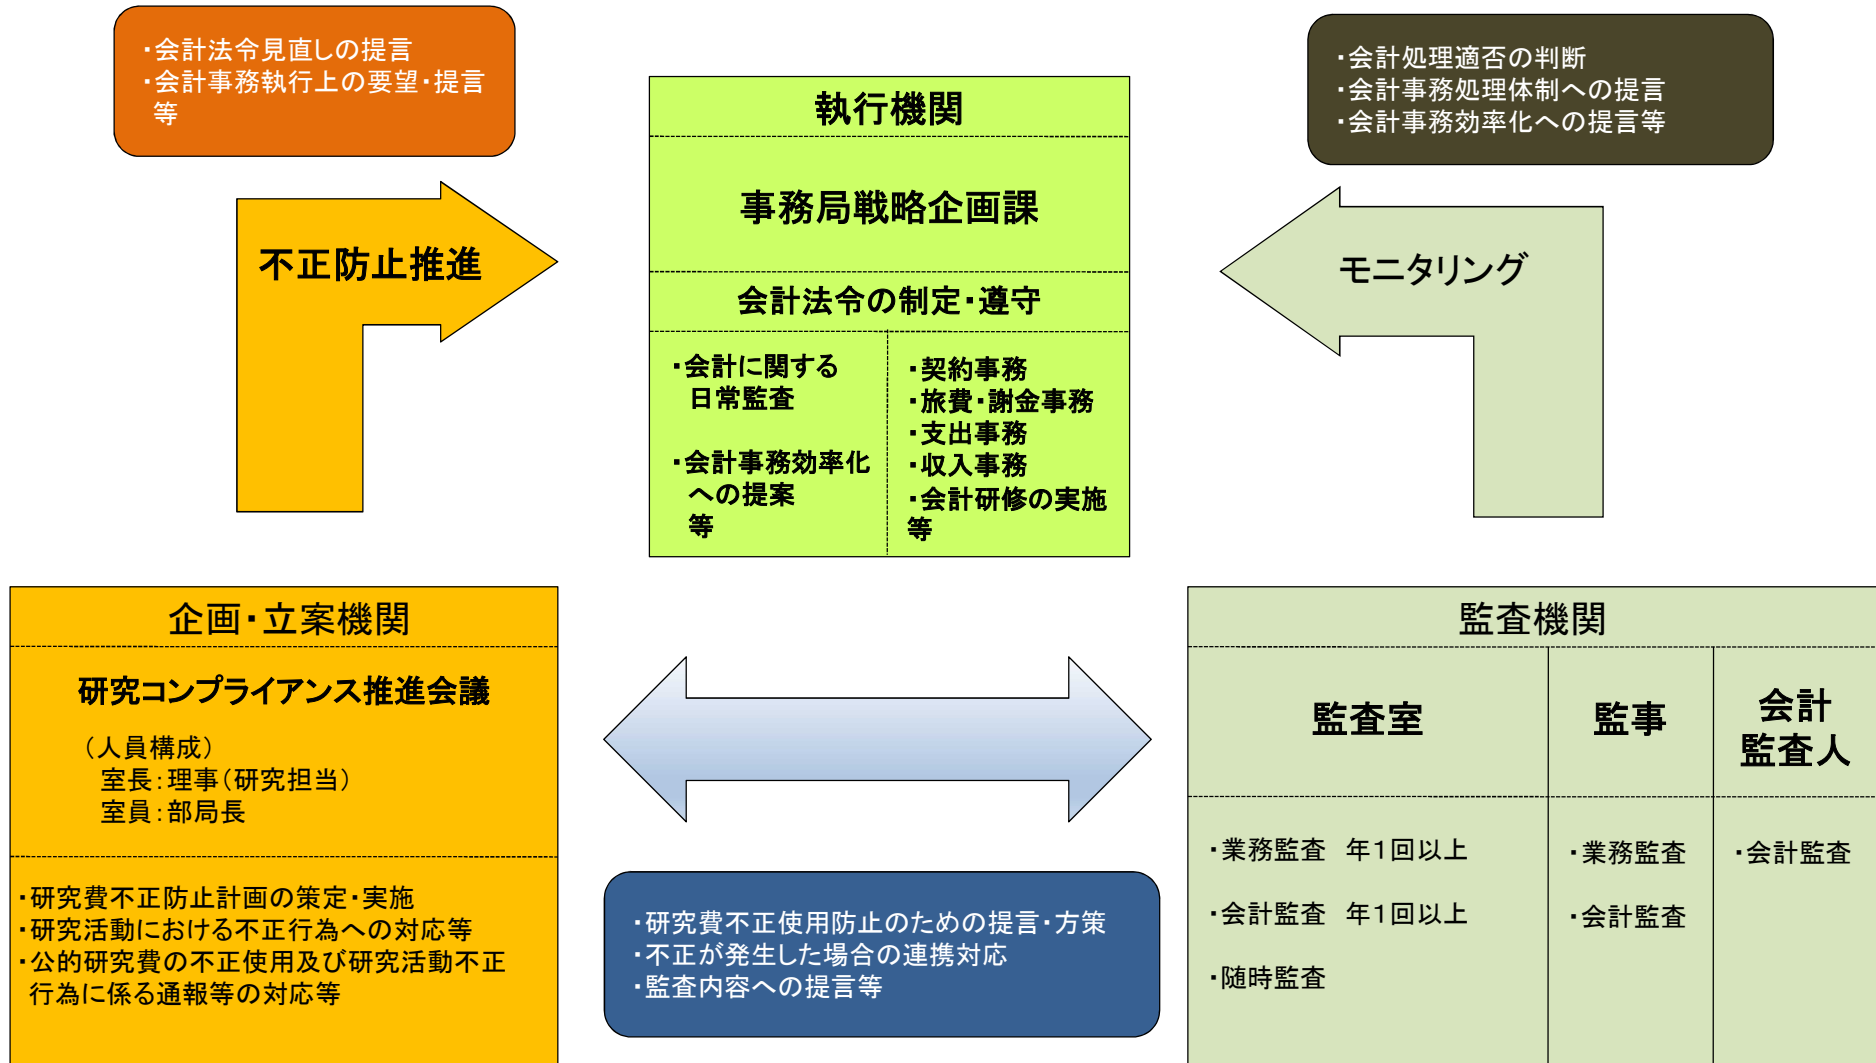 ・会計法令見直しの提言
・会計事務執行上の要望・提言
等
不正防止推進
執行機関
事務局戦略企画課
会計法令の制定・遵守
・会計に関する
日常監査
・会計事務効率化
への提案
等
・契約事務
・旅費・謝金事務
・支出事務
・収入事務
・会計研修の実施
等
・会計処理適否の判断
・会計事務処理体制への提言
・会計事務効率化への提言等
モニタリング
企画・立案機関
研究コンプライアンス推進会議
（人員構成）
室長：理事（研究担当）
室員：部局長
・研究費不正防止計画の策定・実施
・研究活動における不正行為への対応等
・公的研究費の不正使用及び研究活動不正
行為に係る通報等の対応等
・研究費不正使用防止のための提言・方策
・不正が発生した場合の連携対応
・監査内容への提言等
監査機関
監査室
・業務監査　年１回以上
・会計監査　年１回以上
・随時監査
監事
・業務監査
・会計監査
会計
監査人
・会計監査